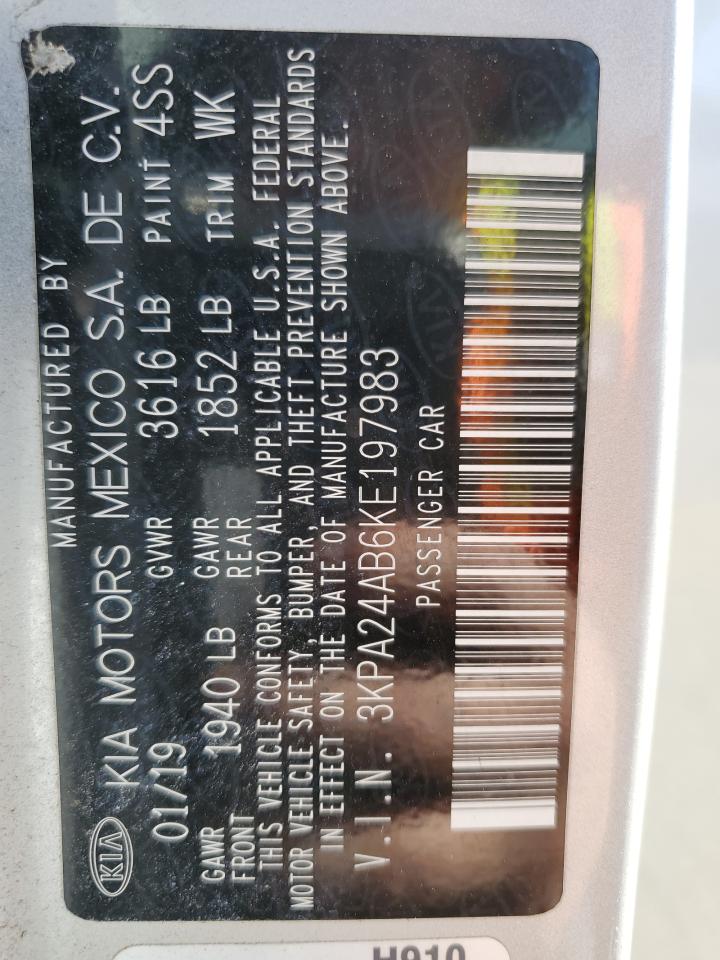 MANUFACTURED BY
KIA KIA MOTORS MEXICO S.A. DE C.V.
01/19 GVWR 3616 LB PAINT 4SS
GAWR FRONT 1940 LB GAWR REAR 1852 LB TRIM WK
THIS VEHICLE CONFORMS TO ALL APPLICABLE U.S.A. FEDERAL
MOTOR VEHICLE SAFETY, BUMPER, AND THEFT PREVENTION STANDARDS
IN EFFECT ON THE DATE OF MANUFACTURE SHOWN ABOVE.
V.I.N. 3KPA24AB6KE197983
PASSENGER CAR
H910